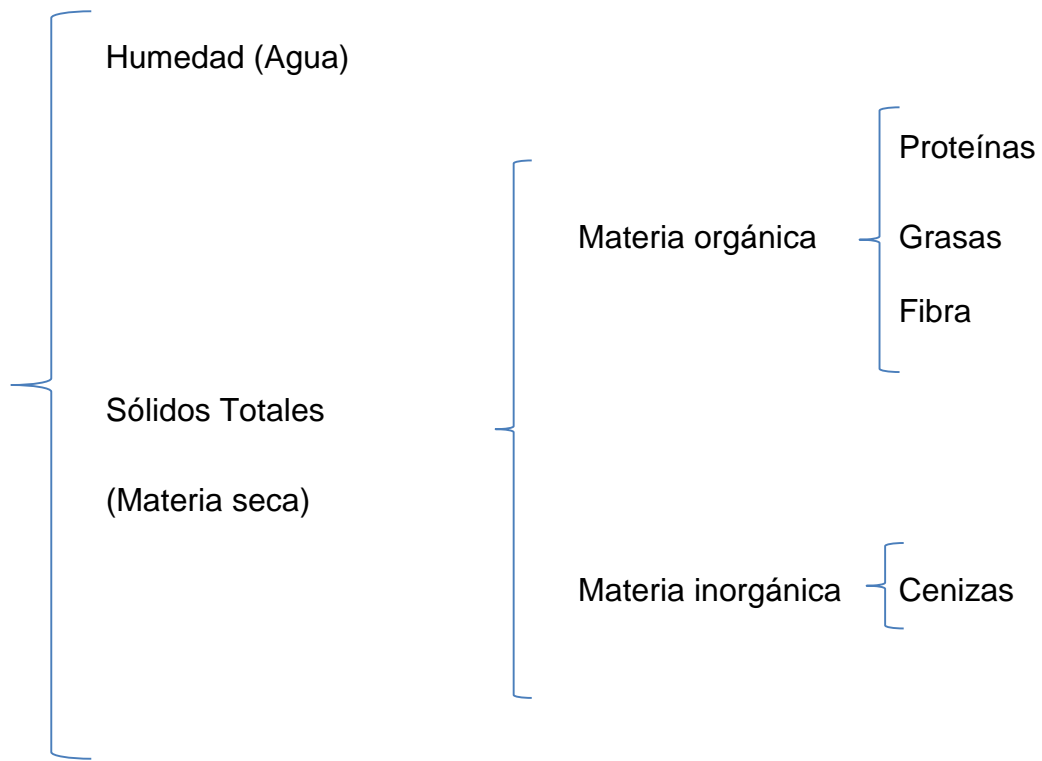 Humedad (Agua)
Proteínas
Materia orgánica
Grasas
Fibra
Sólidos Totales
(Materia seca)
Materia inorgánica
Cenizas